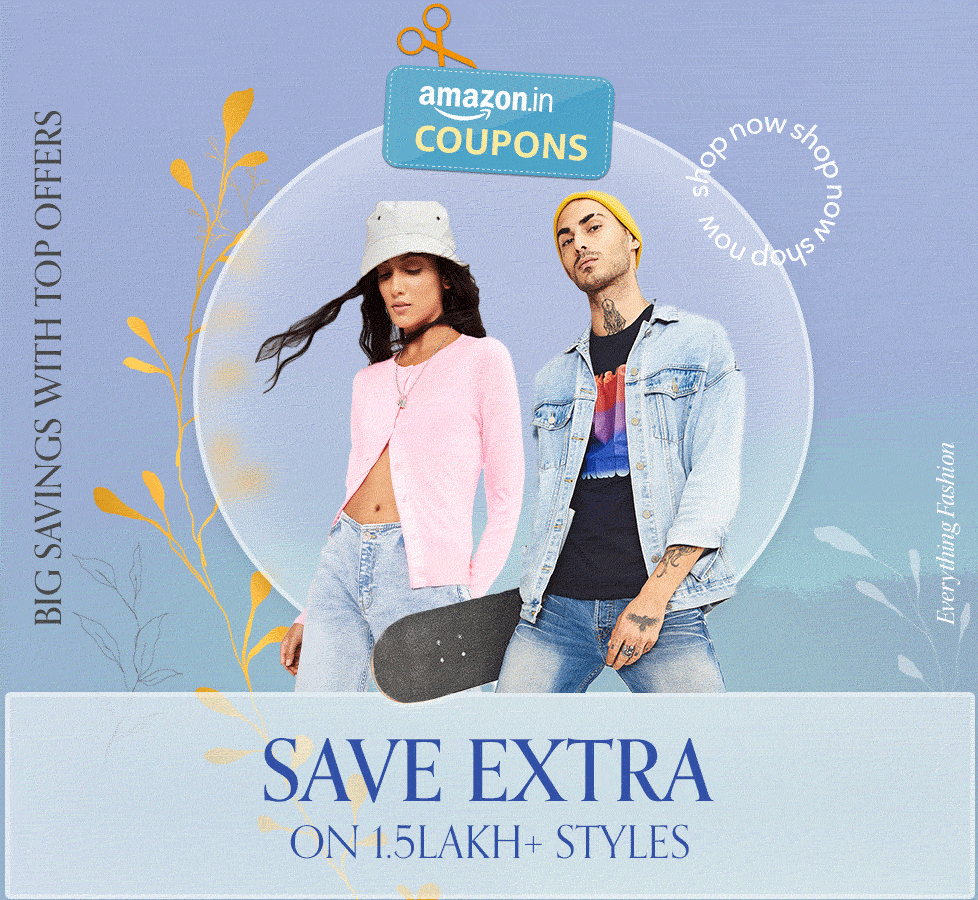 amazon.in
COUPONS
shop now shop now shop now
BIG SAVINGS WITH TOP OFFERS
Everything Fashion
SAVE EXTRA
ON 1.5LAKH+ STYLES